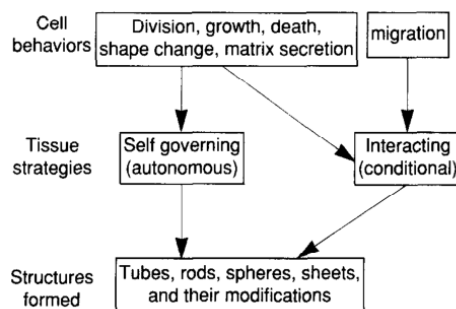 Cell
behaviors
Division, growth, death,
shape change, matrix secretion
migration
Tissue
strategies
Self governing
(autonomous)
Interacting
(conditional)
Structures
formed
Tubes, rods, spheres, sheets,
and their modifications